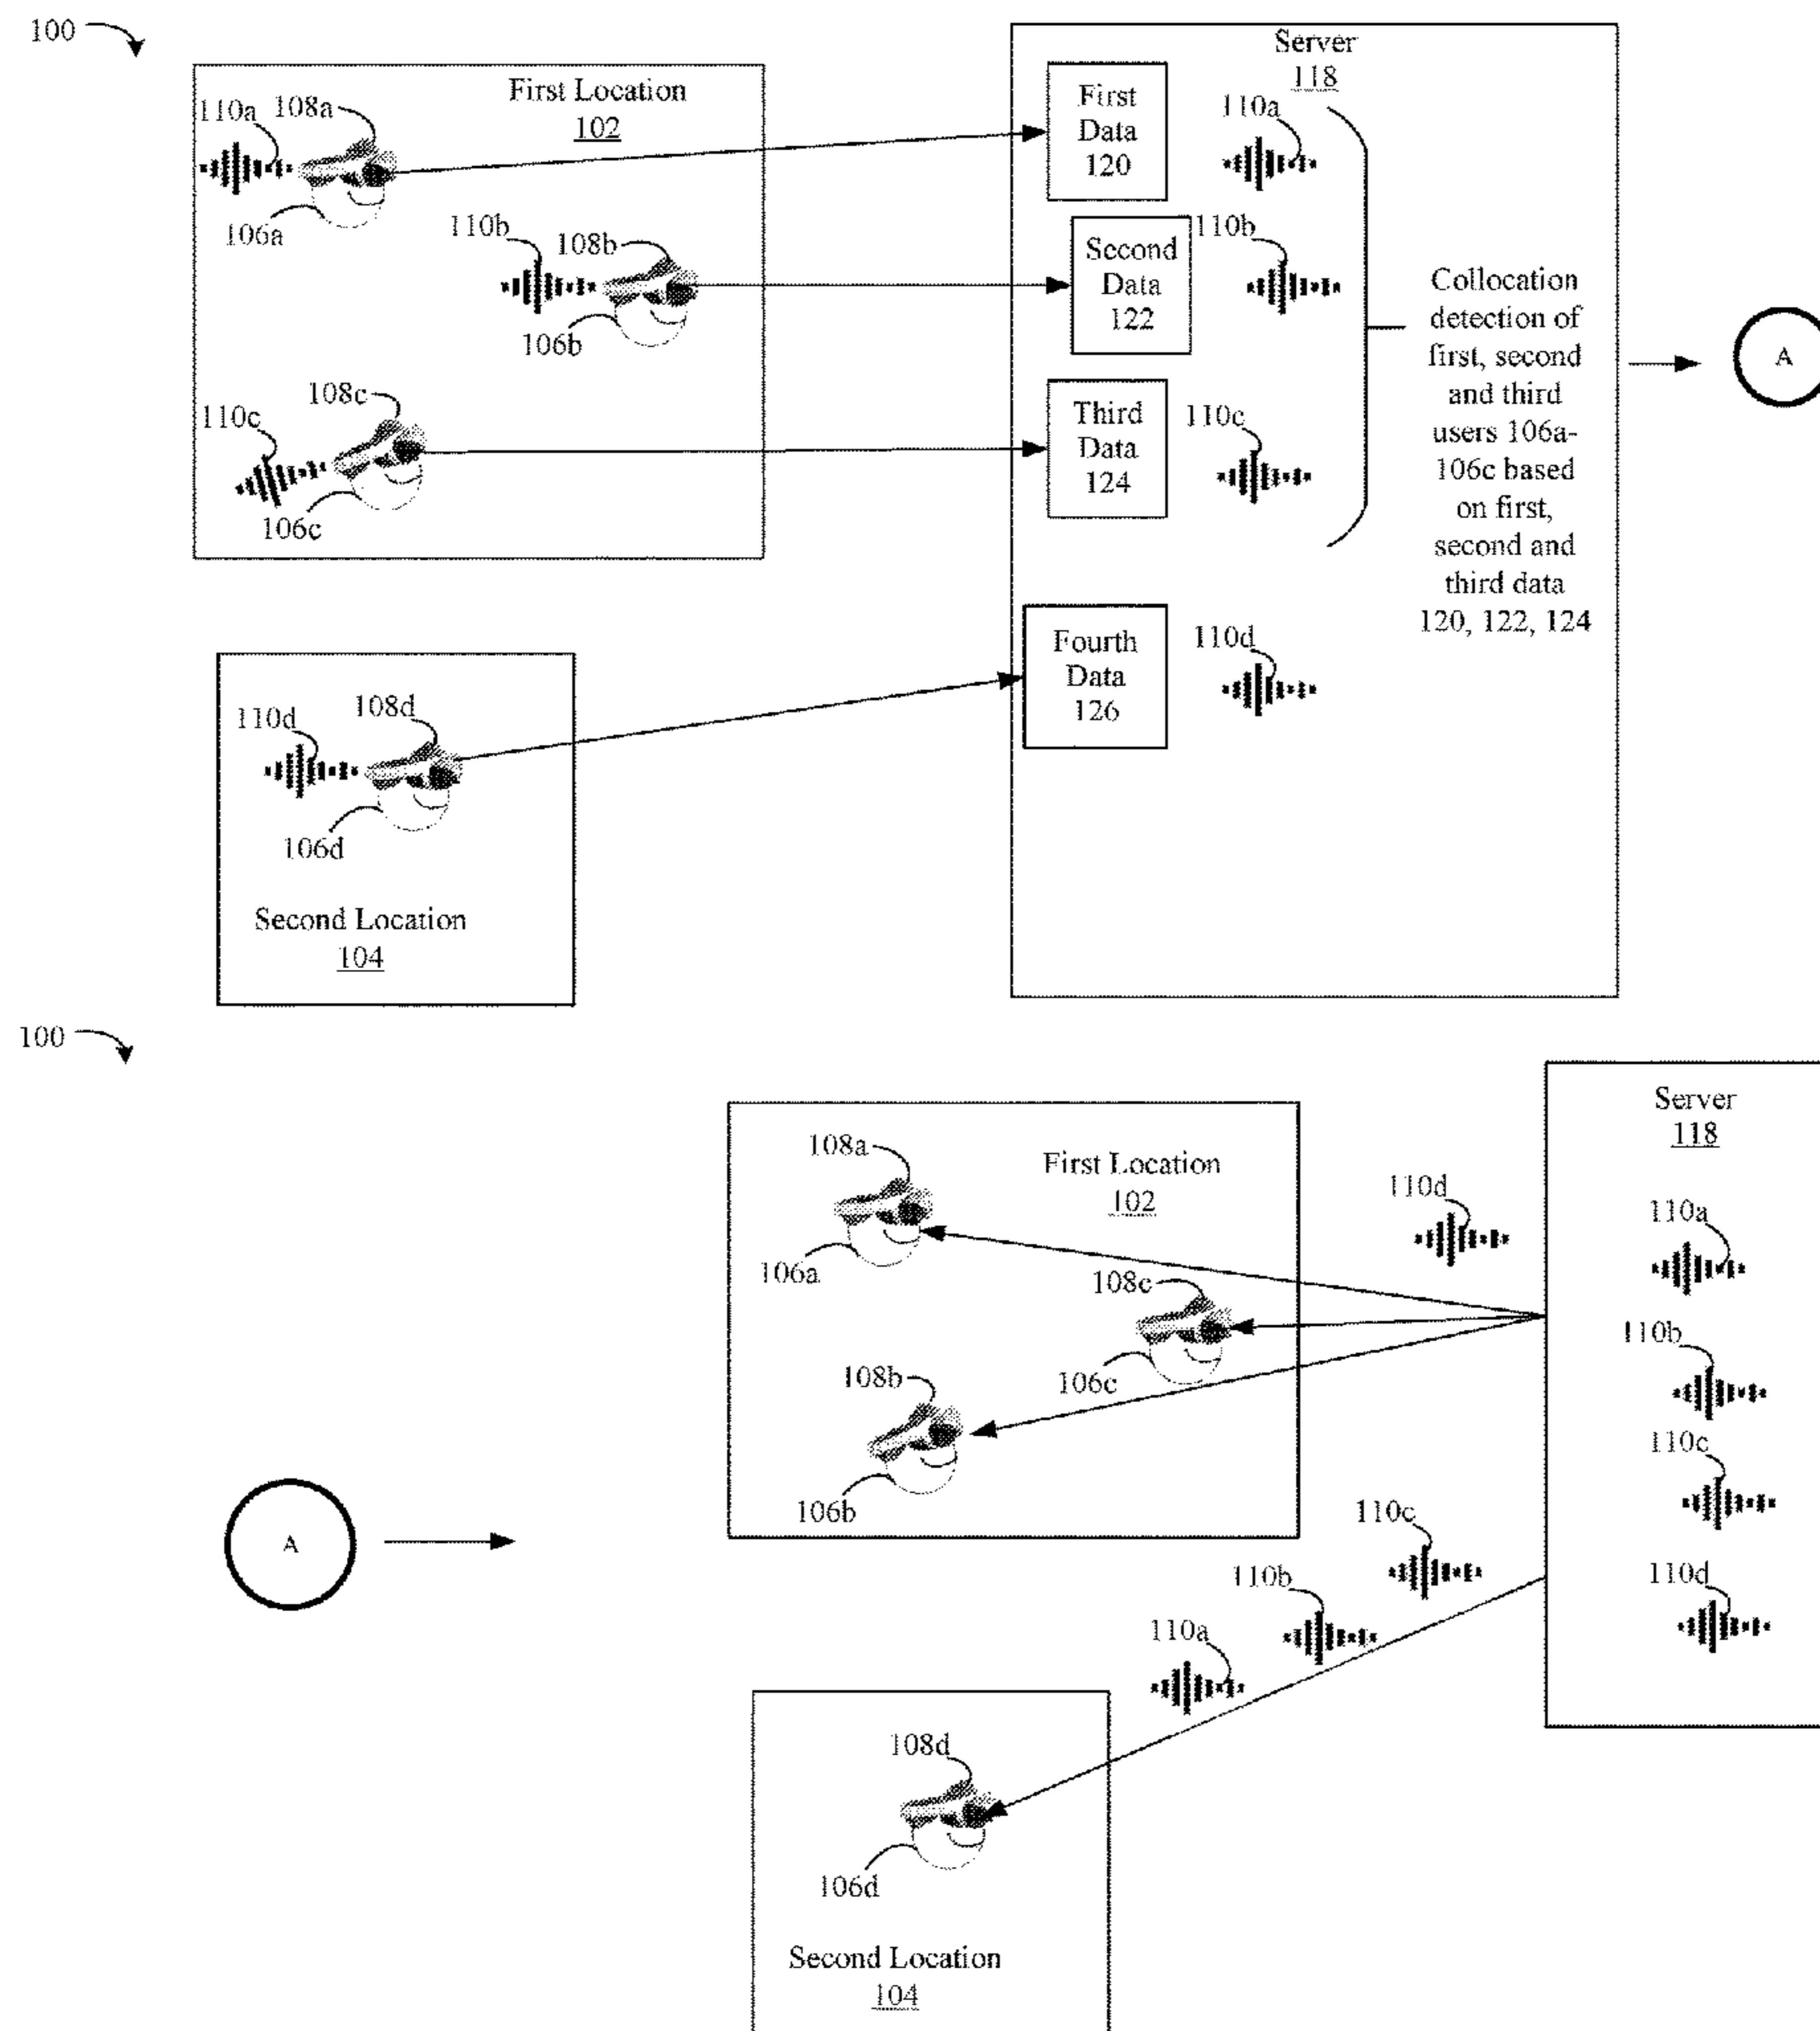 100
First Location
102
110a
108a
106a
110b
108b
106b
108c
110c
106c
Server
118
First
Data
120
110a
Second
Data
122
110b
Third
Data
124
110c
Fourth
Data
126
110d
Collocation
detection of
first, second
and third
users 106a-
106c based
on first,
second and
third data
120, 122, 124
A
110d
108d
106d
Second Location
104
100
A
First Location
102
108a
106a
108c
106c
108b
106b
110d
Server
118
110a
110b
110c
110d
110c
110b
110a
108d
106d
Second Location
104